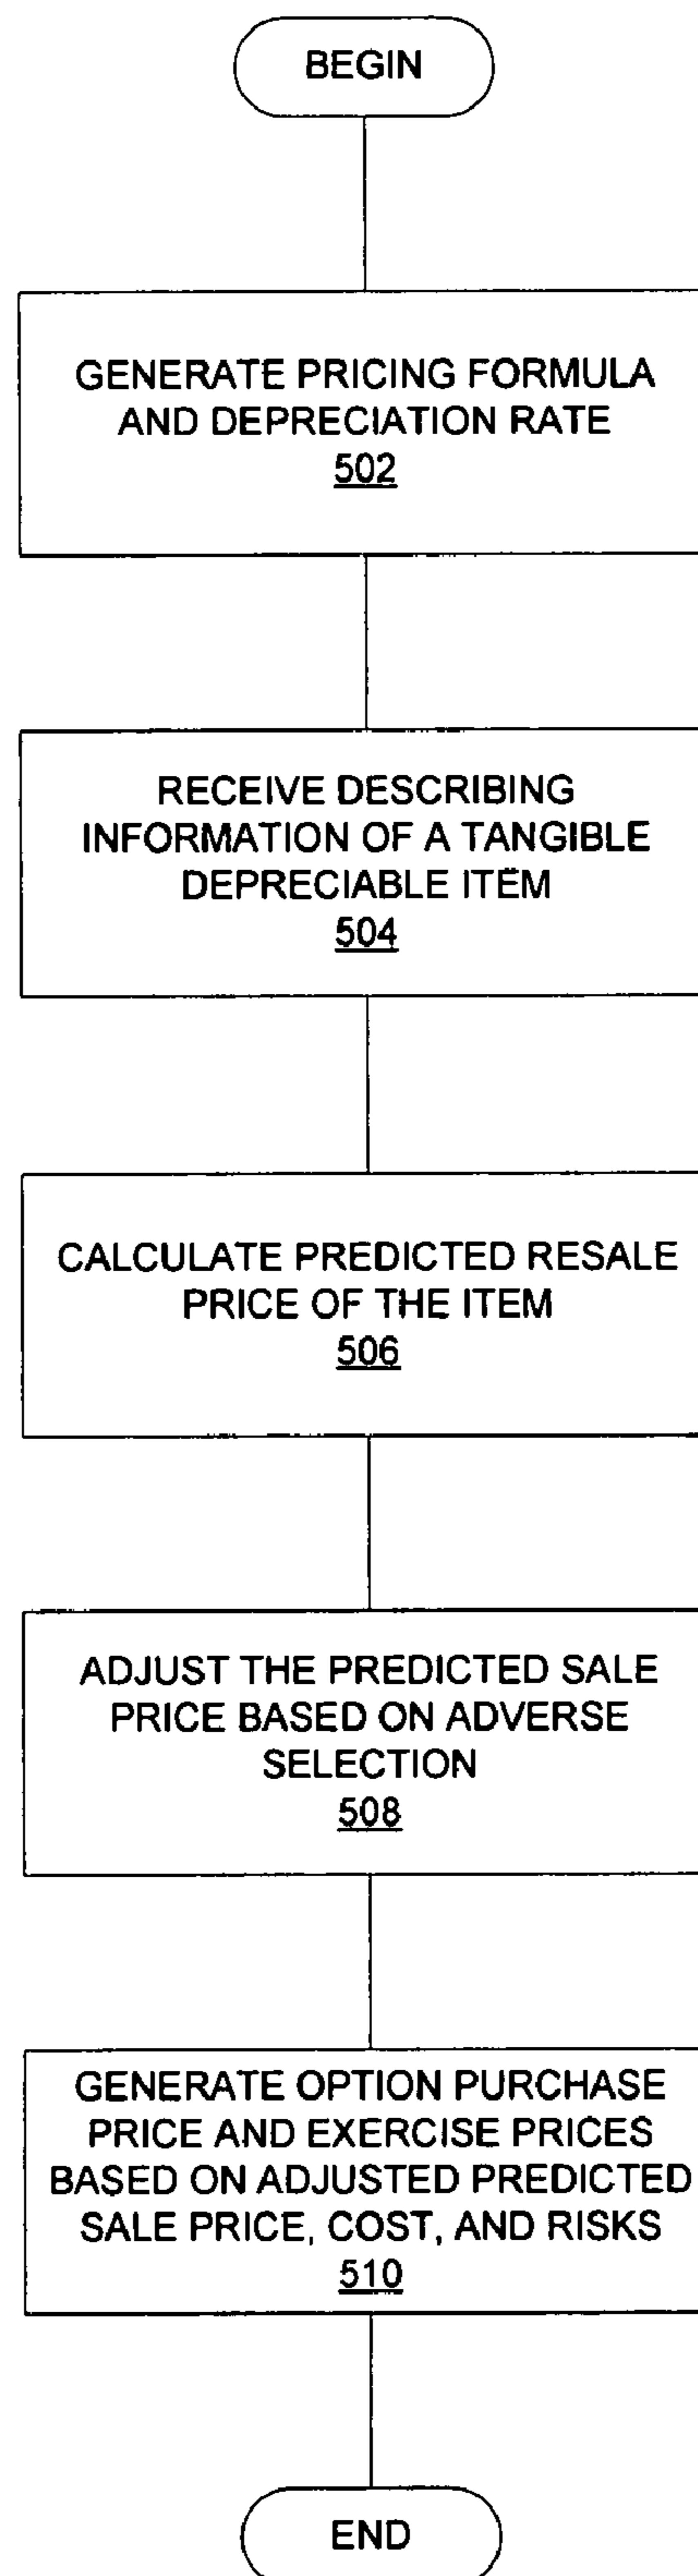 BEGIN
GENERATE PRICING FORMULA
AND DEPRECIATION RATE
502
RECEIVE DESCRIBING
INFORMATION OF A TANGIBLE
DEPRECIABLE ITEM
504
CALCULATE PREDICTED RESALE
PRICE OF THE ITEM
506
ADJUST THE PREDICTED SALE
PRICE BASED ON ADVERSE
SELECTION
508
GENERATE OPTION PURCHASE
PRICE AND EXERCISE PRICES
BASED ON ADJUSTED PREDICTED
SALE PRICE, COST, AND RISKS
510
END